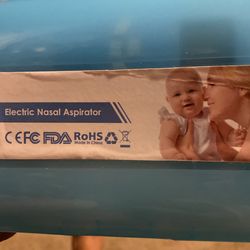 Electric Nasal Aspirator
CE FC FDA RoHS
Made in China